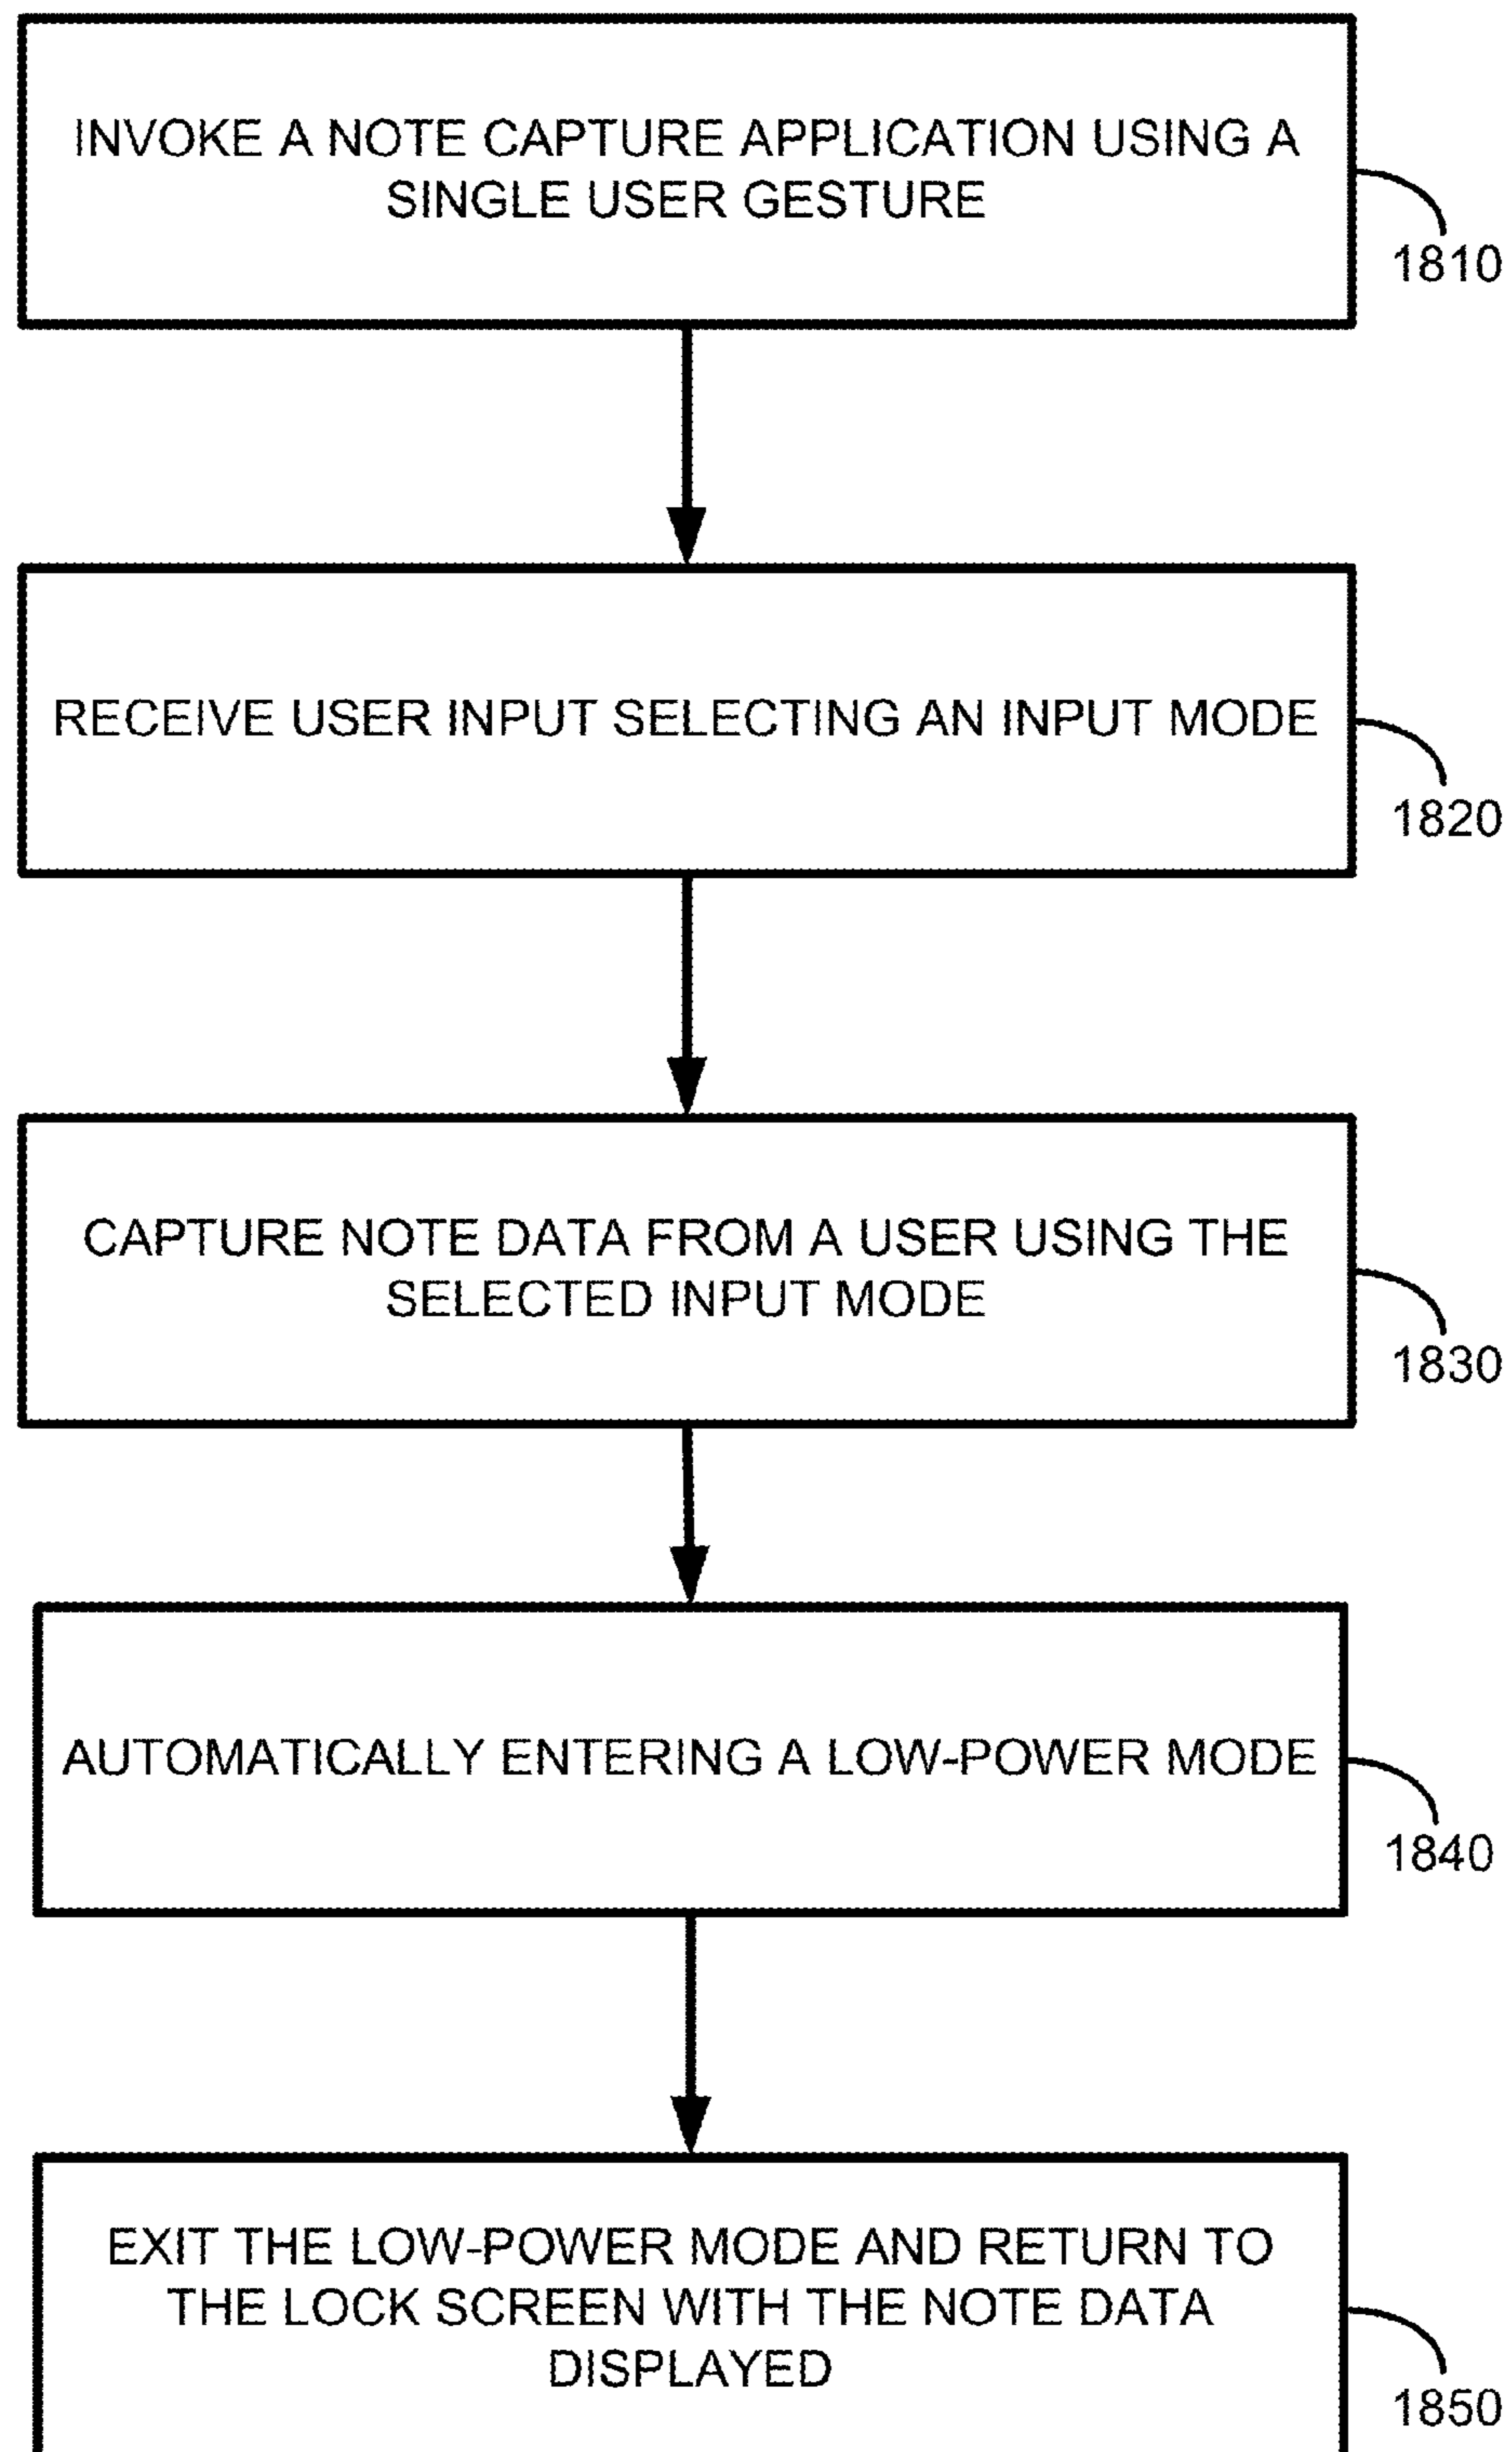 INVOKE A NOTE CAPTURE APPLICATION USING A
SINGLE USER GESTURE
1810
RECEIVE USER INPUT SELECTING AN INPUT MODE
1820
CAPTURE NOTE DATA FROM A USER USING THE
SELECTED INPUT MODE
1830
AUTOMATICALLY ENTERING A LOW-POWER MODE
1840
EXIT THE LOW-POWER MODE AND RETURN TO
THE LOCK SCREEN WITH THE NOTE DATA
DISPLAYED
1850